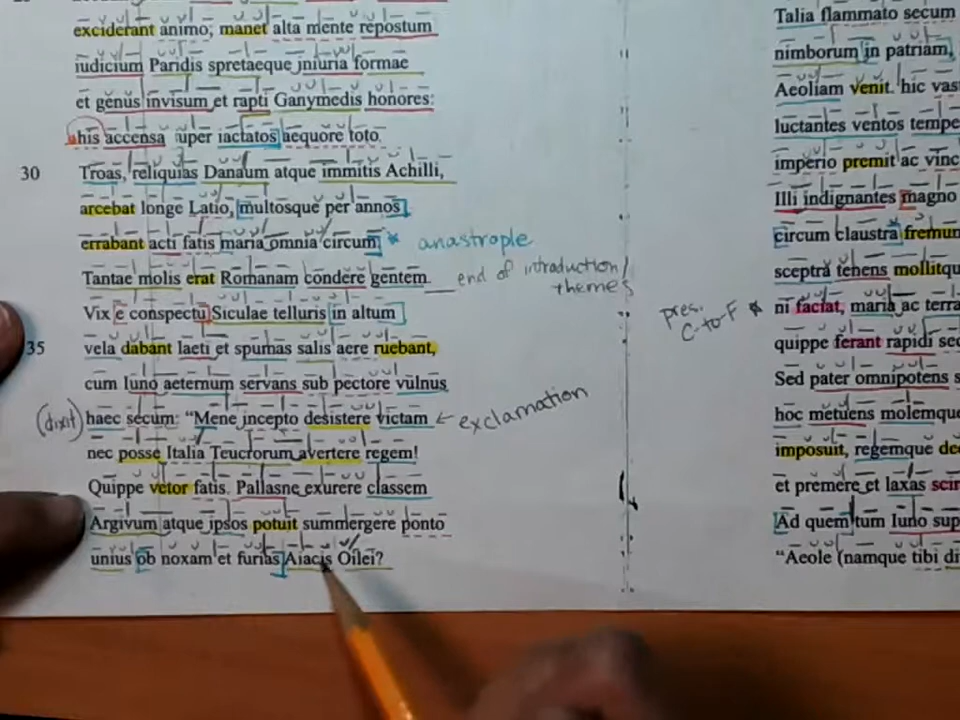 exciderant animo; manet alta mente repostum
iudicium Paridis spretaeque iniuria formae
et genus invisum et rapti Ganymedis honores:
his accensa super iactatos aequore toto
30 Troas, reliquias Danaum atque immitis Achilli,
arcebat longe Latio, multosque per annos
errabant acti fatis maria omnia circum * anastrophe
Tantae molis erat Romanam condere gentem end of introduction/
themes
Vix e conspectu Siculae telluris in altum
35 vela dabant laeti et spumas salis aere ruebant,
cum Iuno aeternum servans sub pectore vulnus
(dixit) haec secum: “Mene incepto desistere victam ← exclamation
nec posse Italia Teucrorum avertere regem!
Quippe vetor fatis. Pallasne exurere classem
Argivum atque ipsos potuit summergere ponto
unius ob noxam et furias Aiacis Oilei?
Talia flammato secum
nimborum in patriam,
Aeoliam venit. hic vas
luctantes ventos tempe
imperio premit ac vinc
Illi indignantes magno
circum claustra fremun
sceptra tenens mollitqu
pres. C-to-F * ni faciat, maria ac terra
quippe ferant rapidi sec
Sed pater omnipotens s
hoc metuens molemque
imposuit, regemque de
et premere et laxas scir
Ad quem tum Iuno sup
“Aeole (namque tibi di